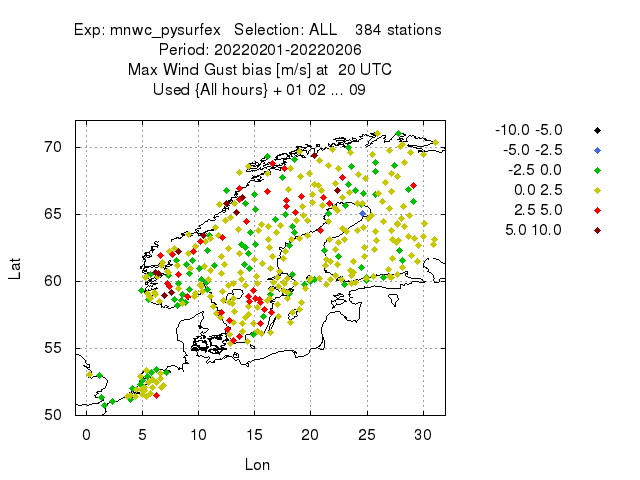 Exp: mnwc_pysurfex   Selection: ALL    384 stations
Period: 20220201-20220206
Max Wind Gust bias [m/s] at  20 UTC
Used {All hours} + 01 02 ... 09
-10.0 -5.0
-5.0 -2.5
-2.5 0.0
0.0 2.5
2.5 5.0
5.0 10.0
Lat
70
65
60
55
50
0 5 10 15 20 25 30
Lon